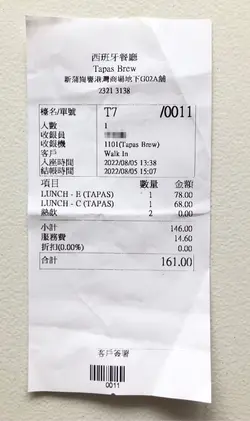 西班牙餐廳
Tapas Brew
新蒲崗譽港灣商場地下G02A舖
2321 3138
檯名/單號 T7 /0011
人數 1
收銀員
收銀機 1101(Tapas Brew)
客戶 Walk In
入座時間 2022/08/05 13:38
結賬時間 2022/08/05 15:07
項目 數量 金額
LUNCH - E (TAPAS) 1 78.00
LUNCH - C (TAPAS) 1 68.00
熱飲 2 0.00
小計 146.00
服務費 14.60
折扣(0.00%) 0.00
合計 161.00
0011